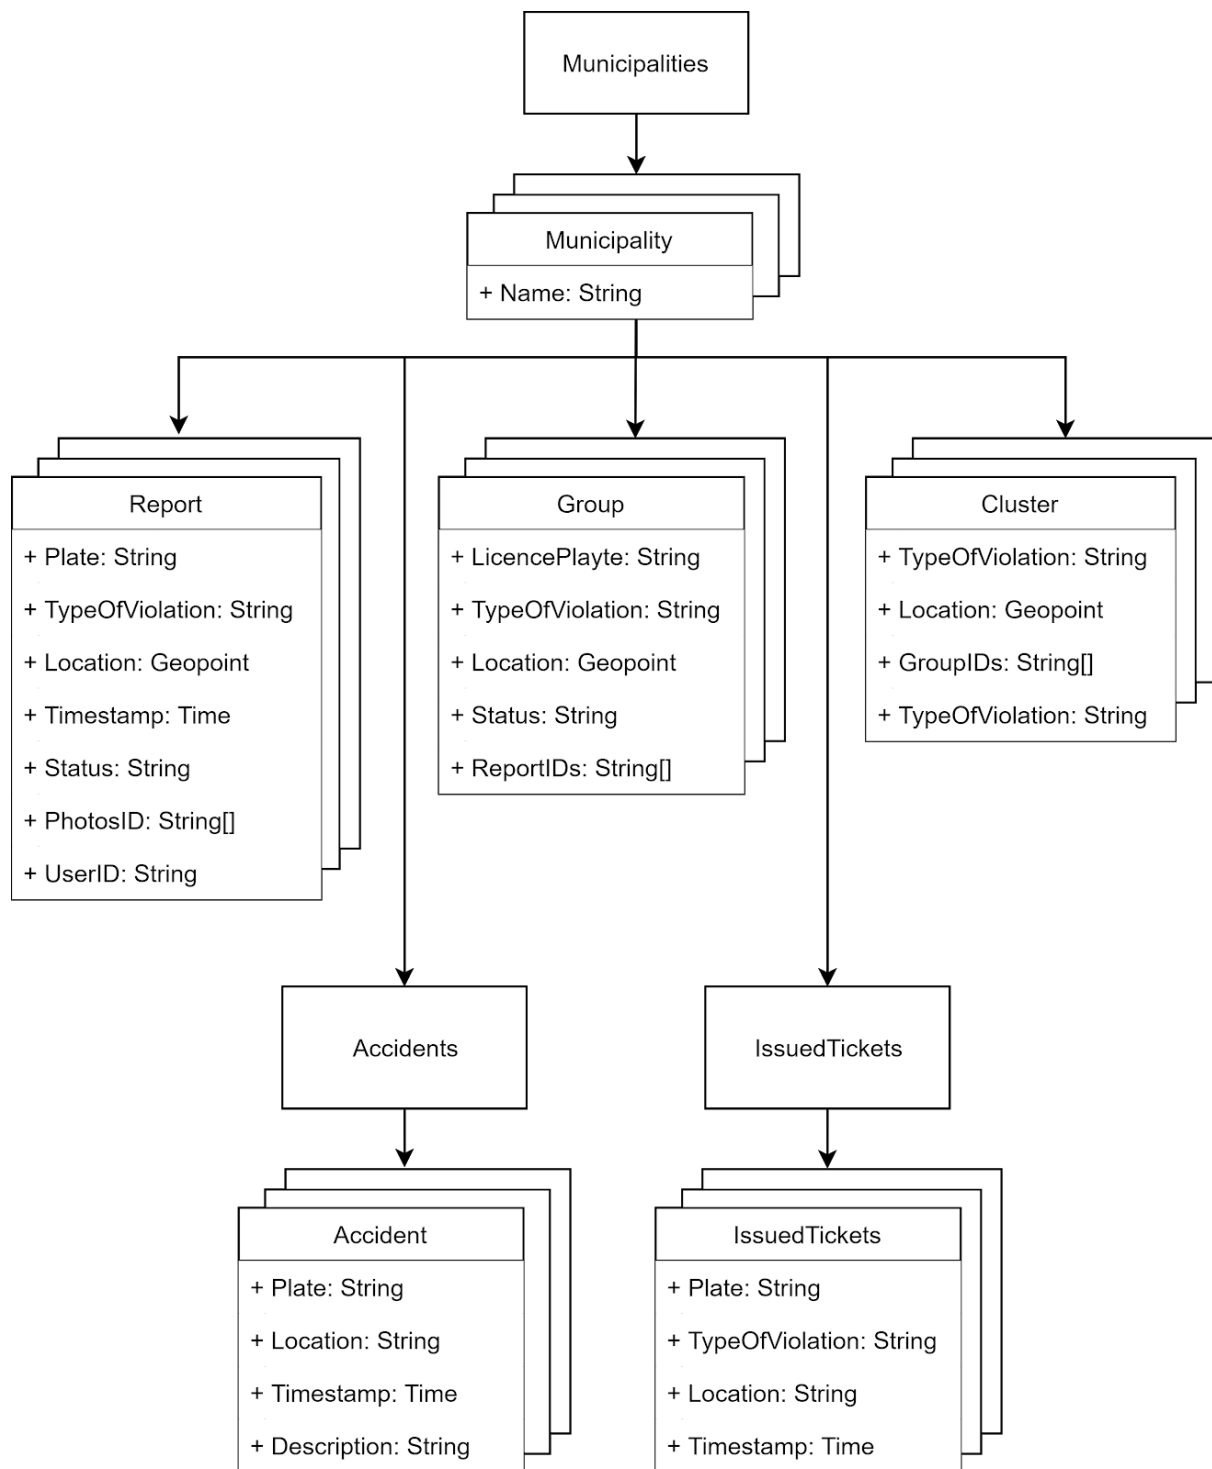 Municipalities
Municipality
+ Name: String
Report
+ Plate: String
+ TypeOfViolation: String
+ Location: Geopoint
+ Timestamp: Time
+ Status: String
+ PhotosID: String[]
+ UserID: String
Group
+ LicencePlayte: String
+ TypeOfViolation: String
+ Location: Geopoint
+ Status: String
+ ReportIDs: String[]
Cluster
+ TypeOfViolation: String
+ Location: Geopoint
+ GroupIDs: String[]
+ TypeOfViolation: String
Accidents
IssuedTickets
Accident
+ Plate: String
+ Location: String
+ Timestamp: Time
+ Description: String
IssuedTickets
+ Plate: String
+ TypeOfViolation: String
+ Location: String
+ Timestamp: Time